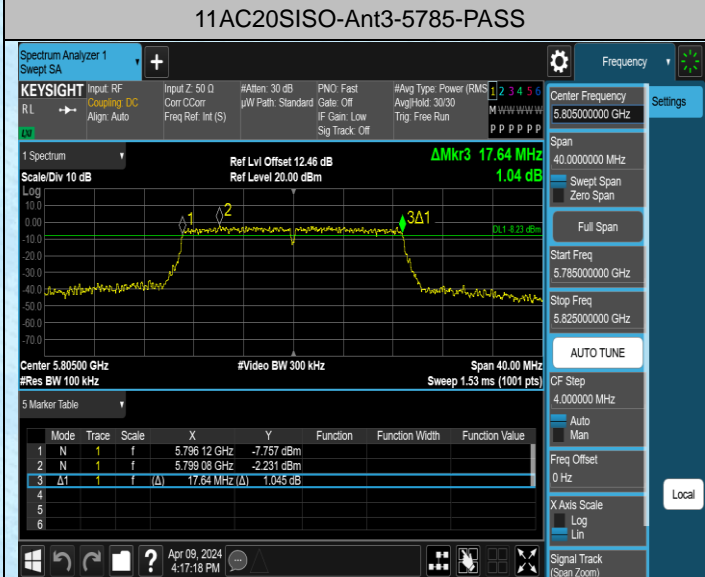 11AC20SISO-Ant3-5785-PASS
Spectrum Analyzer 1
Swept SA
Frequency
KEYSIGHT
RL
LXI
Input: RF
Coupling: DC
Align: Auto
Input Z: 50 Ω
Corr CCorr
Freq Ref: Int (S)
#Atten: 30 dB
µW Path: Standard
PNO: Fast
Gate: Off
IF Gain: Low
Sig Track: Off
#Avg Type: Power (RMS
Avg|Hold: 30/30
Trig: Free Run
1 2 3 4 5 6
M W W W W W
P P P P P P
1 Spectrum
Scale/Div 10 dB
Ref Lvl Offset 12.46 dB
Ref Level 20.00 dBm
ΔMkr3 17.64 MHz
1.04 dB
Log
10.0
0.00
-10.0
-20.0
-30.0
-40.0
-50.0
-60.0
-70.0
1
2
3Δ1
DL1 -8.23 dBm
Center 5.80500 GHz
#Res BW 100 kHz
#Video BW 300 kHz
Span 40.00 MHz
Sweep 1.53 ms (1001 pts)
5 Marker Table
Mode Trace Scale X Y Function Function Width Function Value
1 N 1 f 5.796 12 GHz -7.757 dBm
2 N 1 f 5.799 08 GHz -2.231 dBm
3 Δ1 1 f (Δ) 17.64 MHz (Δ) 1.045 dB
4
5
6
Apr 09, 2024
4:17:18 PM
Center Frequency
5.805000000 GHz
Settings
Span
40.0000000 MHz
Swept Span
Zero Span
Full Span
Start Freq
5.785000000 GHz
Stop Freq
5.825000000 GHz
AUTO TUNE
CF Step
4.000000 MHz
Auto
Man
Freq Offset
0 Hz
Local
X Axis Scale
Log
Lin
Signal Track
(Span Zoom)